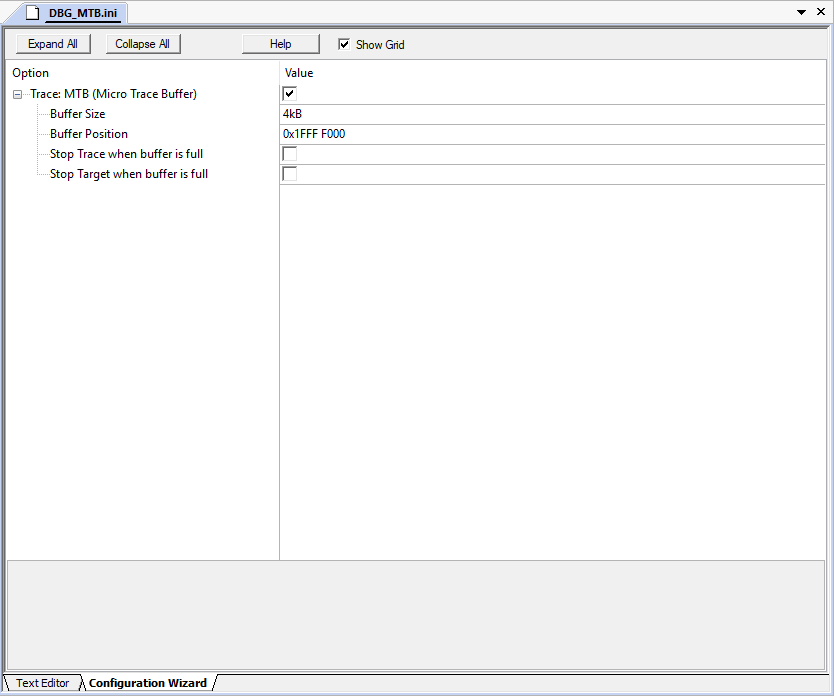 DBG_MTB.ini
Expand All Collapse All Help Show Grid
Option Value
Trace: MTB (Micro Trace Buffer)
Buffer Size 4kB
Buffer Position 0x1FFF F000
Stop Trace when buffer is full
Stop Target when buffer is full
Text Editor Configuration Wizard